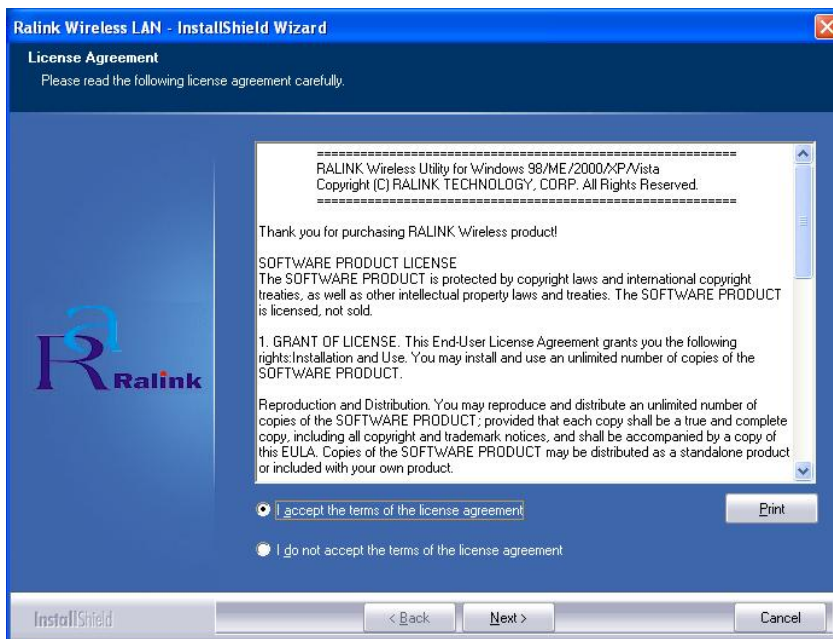 Ralink Wireless LAN - InstallShield Wizard
License Agreement
Please read the following license agreement carefully.
==========================================================
RALINK Wireless Utility for Windows 98/ME/2000/XP/Vista
Copyright (C) RALINK TECHNOLOGY, CORP. All Rights Reserved.
==========================================================
Thank you for purchasing RALINK Wireless product!
SOFTWARE PRODUCT LICENSE
The SOFTWARE PRODUCT is protected by copyright laws and international copyright
treaties, as well as other intellectual property laws and treaties. The SOFTWARE PRODUCT
is licensed, not sold.
1. GRANT OF LICENSE. This End-User License Agreement grants you the following
rights:Installation and Use. You may install and use an unlimited number of copies of the
SOFTWARE PRODUCT.
Reproduction and Distribution. You may reproduce and distribute an unlimited number of
copies of the SOFTWARE PRODUCT; provided that each copy shall be a true and complete
copy, including all copyright and trademark notices, and shall be accompanied by a copy of
this EULA. Copies of the SOFTWARE PRODUCT may be distributed as a standalone product
or included with your own product.
Ra
Ralink
I accept the terms of the license agreement
Print
I do not accept the terms of the license agreement
InstallShield
< Back
Next >
Cancel